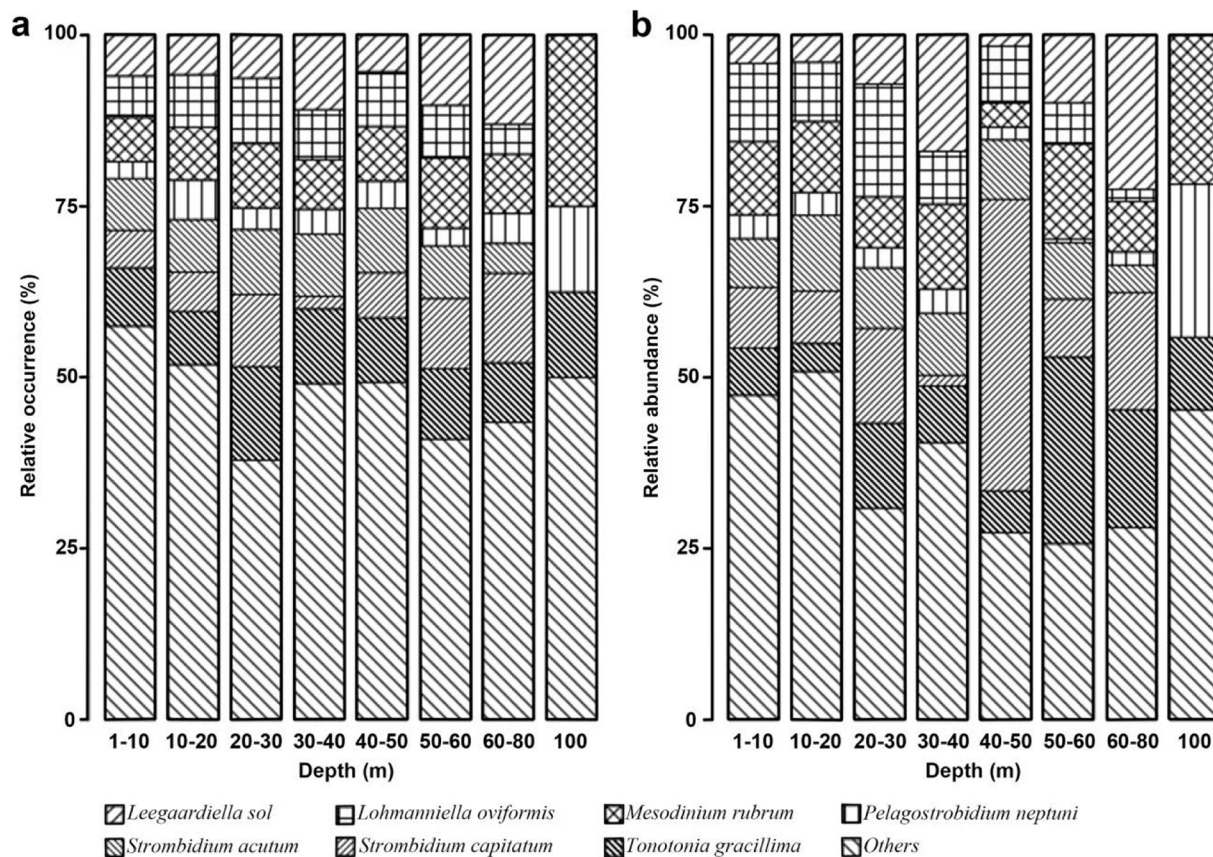 a
b
100
75
50
25
0
Relative occurrence (%)
1-10 10-20 20-30 30-40 40-50 50-60 60-80 100
Depth (m)
100
75
50
25
0
Relative abundance (%)
1-10 10-20 20-30 30-40 40-50 50-60 60-80 100
Depth (m)
Leegaardiella sol Lohmanniella oviformis Mesodinium rubrum Pelagostrobidium neptuni
Strombidium acutum Strombidium capitatum Tonotonia gracillima Others